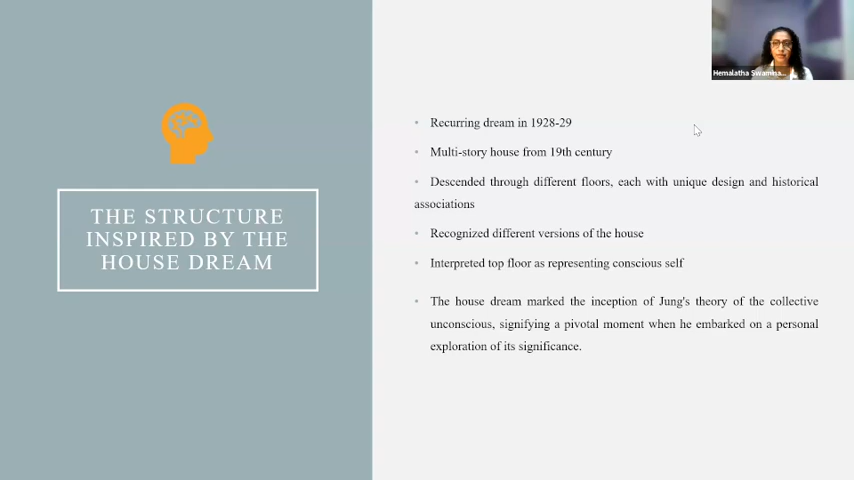 Hemalatha Swamina...
THE STRUCTURE
INSPIRED BY THE
HOUSE DREAM
• Recurring dream in 1928-29
• Multi-story house from 19th century
• Descended through different floors, each with unique design and historical
associations
• Recognized different versions of the house
• Interpreted top floor as representing conscious self
• The house dream marked the inception of Jung's theory of the collective
unconscious, signifying a pivotal moment when he embarked on a personal
exploration of its significance.